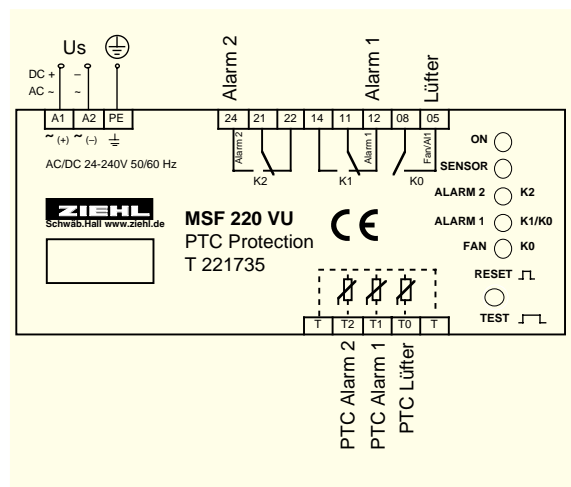 Us
DC + –
AC ~ ~
Alarm 2
Alarm 1
Lüfter
A1 A2 PE
24 21 22 14 11 12 08 05
~ (+) ~ (–)
AC/DC 24-240V 50/60 Hz
Alarm 2
K2
K1
Alarm 1
K0
Fan/Al1
ON
SENSOR
ALARM 2 K2
ALARM 1 K1/K0
FAN K0
RESET
TEST
ZIEHL
Schwäb.Hall www.ziehl.de
MSF 220 VU
PTC Protection
T 221735
CE
T T2 T1 T0 T
PTC Alarm 2
PTC Alarm 1
PTC Lüfter